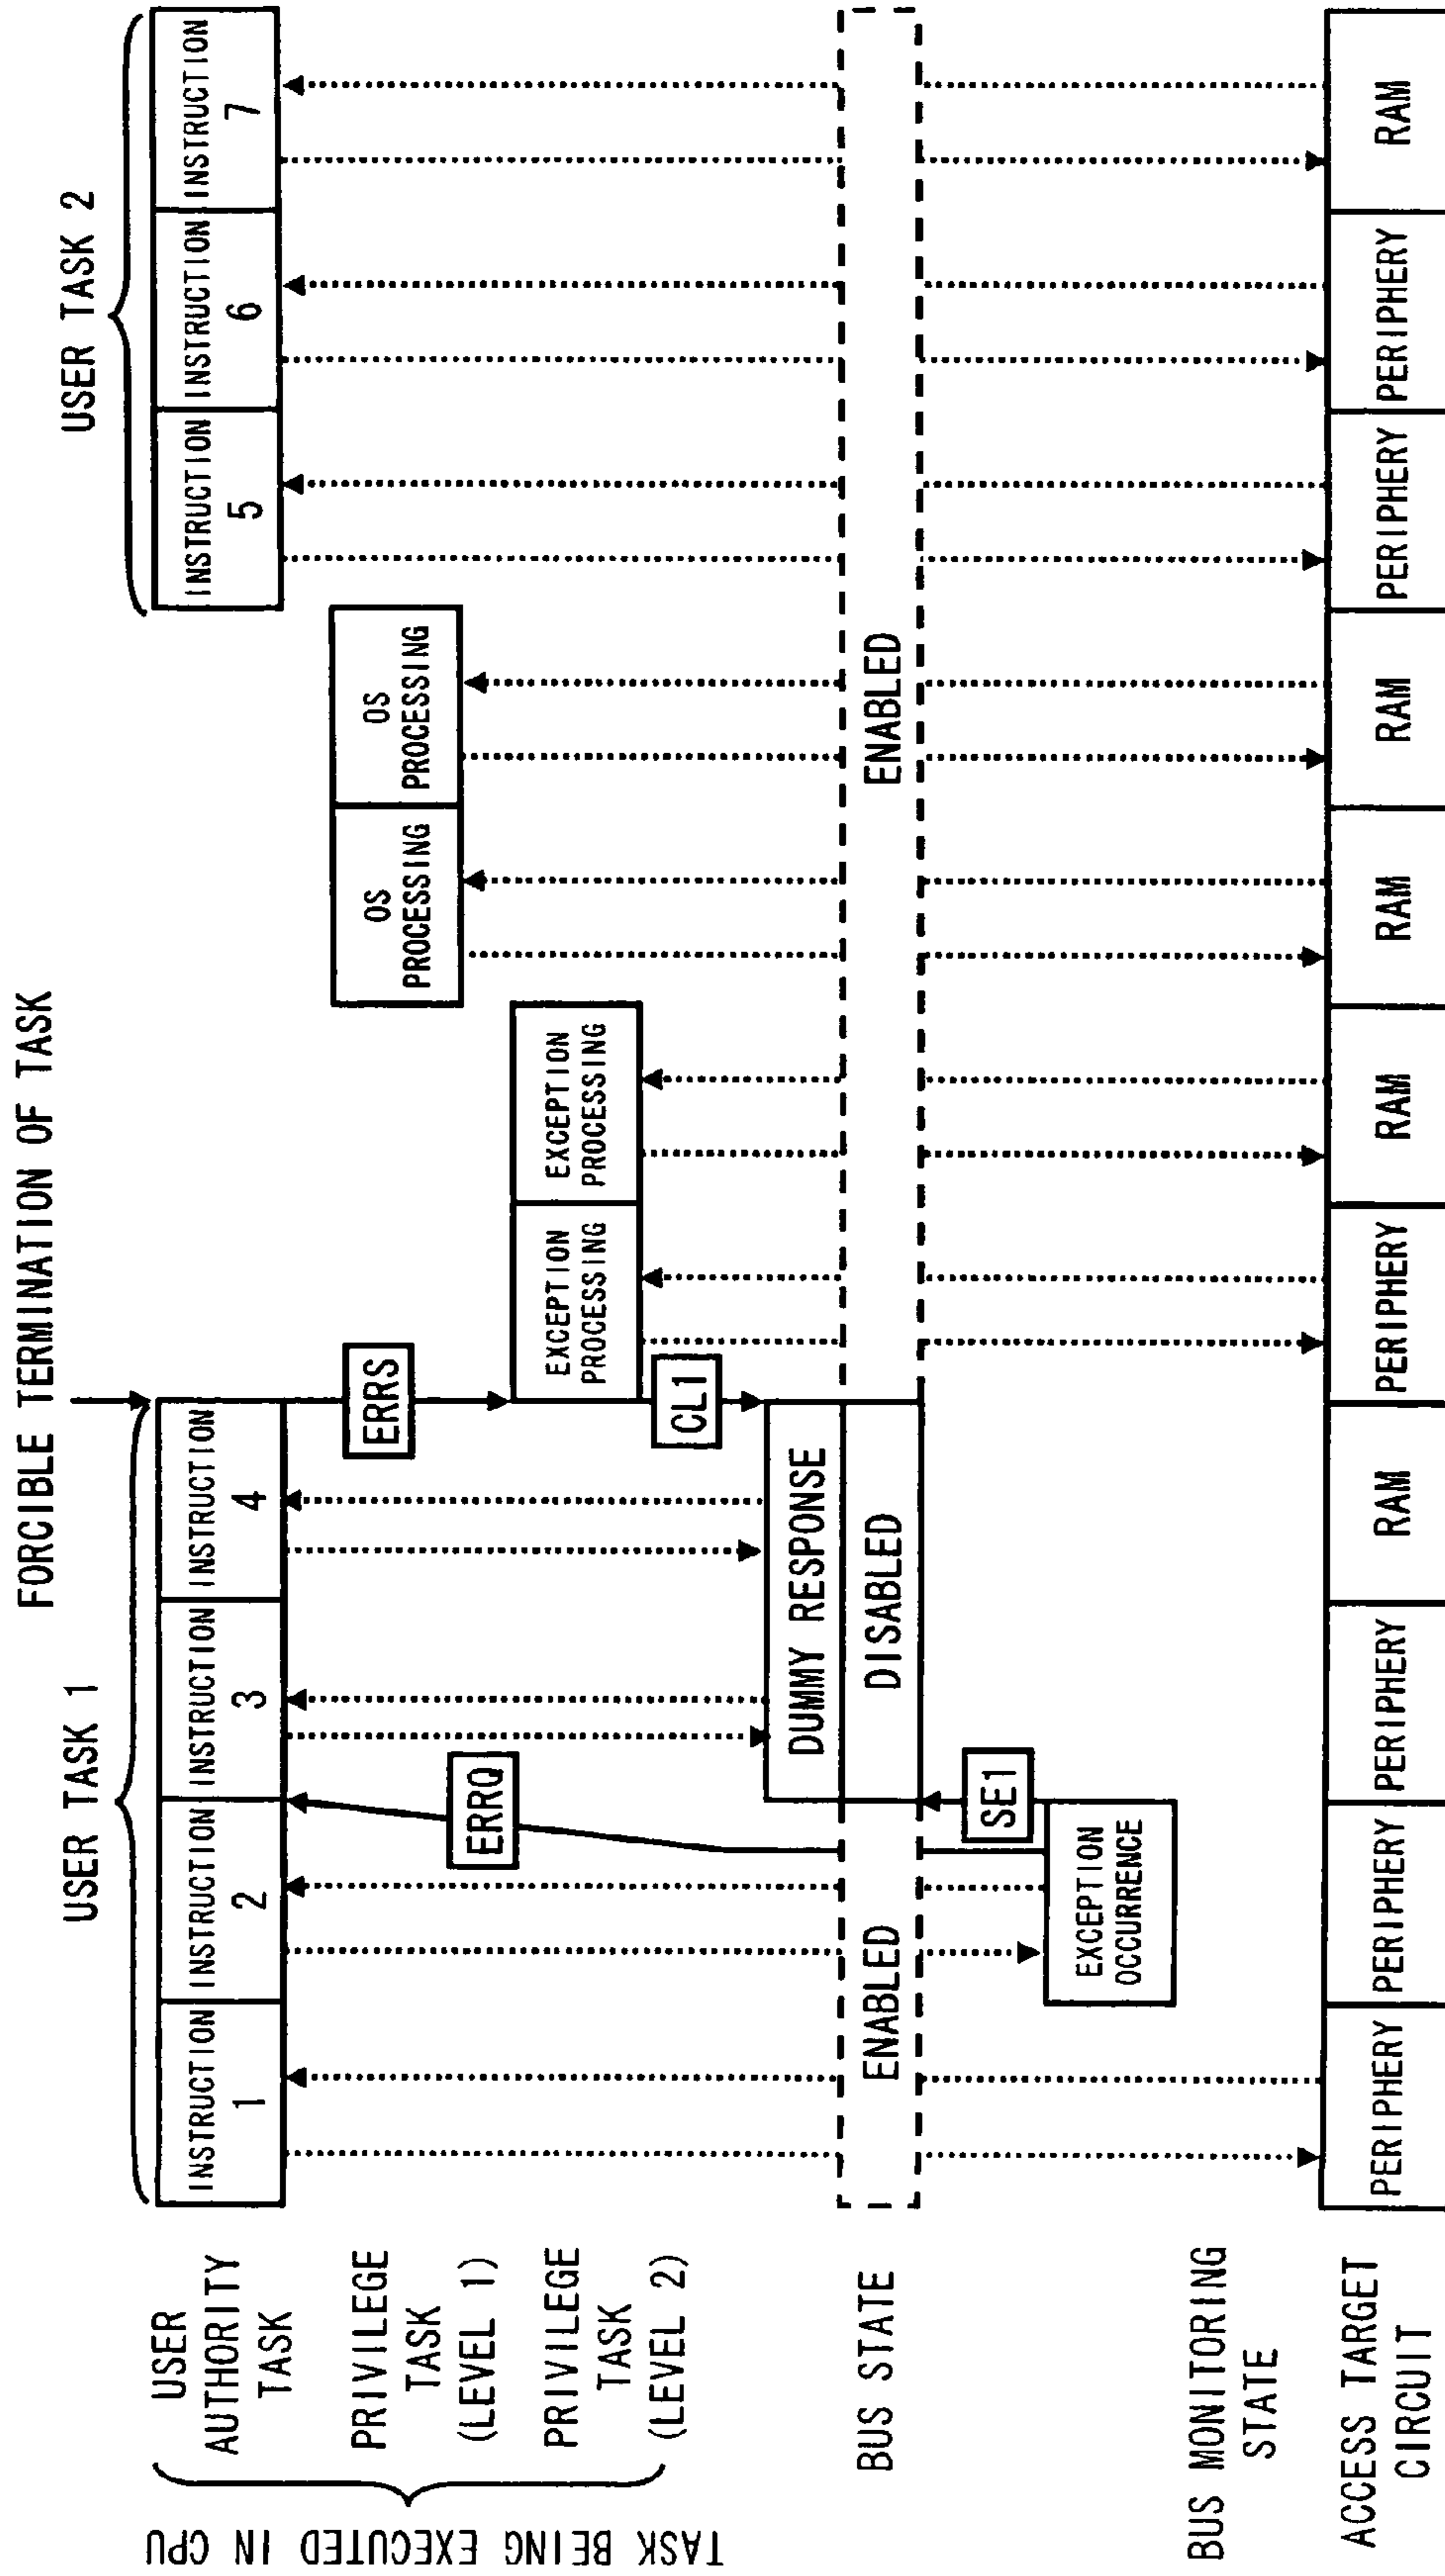 FORCIBLE TERMINATION OF TASK
USER TASK 1
USER TASK 2
TASK BEING EXECUTED IN CPU
USER
AUTHORITY
TASK
INSTRUCTION
1
INSTRUCTION
2
INSTRUCTION
3
INSTRUCTION
4
INSTRUCTION
5
INSTRUCTION
6
INSTRUCTION
7
PRIVILEGE
TASK
(LEVEL 1)
ERRS
OS
PROCESSING
OS
PROCESSING
PRIVILEGE
TASK
(LEVEL 2)
ERRQ
EXCEPTION
PROCESSING
EXCEPTION
PROCESSING
CL1
DUMMY RESPONSE
BUS STATE
ENABLED
DISABLED
ENABLED
SE1
BUS MONITORING
STATE
EXCEPTION
OCCURRENCE
ACCESS TARGET
CIRCUIT
PERIPHERY
PERIPHERY
PERIPHERY
RAM
PERIPHERY
RAM
RAM
RAM
PERIPHERY
PERIPHERY
RAM